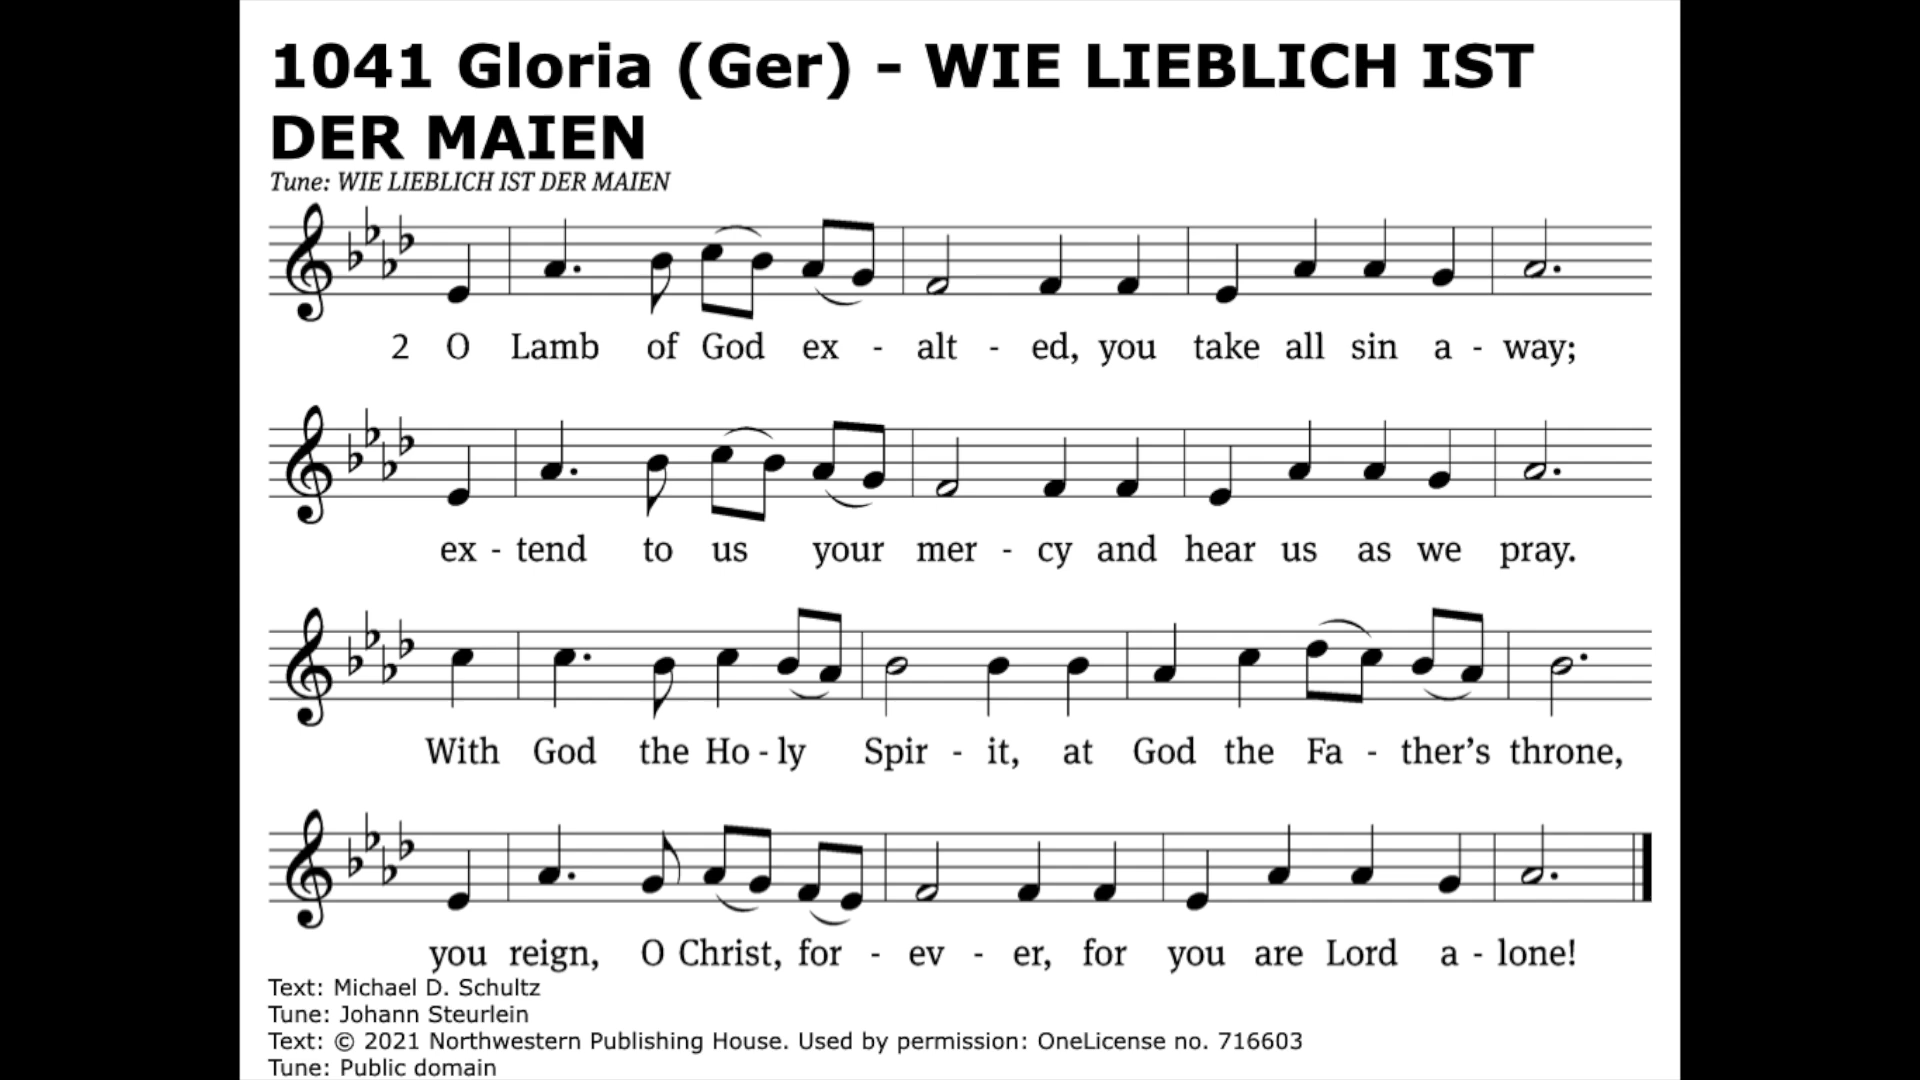 1041 Gloria (Ger) - WIE LIEBLICH IST
DER MAIEN
Tune: WIE LIEBLICH IST DER MAIEN
2 O Lamb of God ex - alt - ed, you take all sin a - way;
ex - tend to us your mer - cy and hear us as we pray.
With God the Ho - ly Spir - it, at God the Fa - ther’s throne,
you reign, O Christ, for - ev - er, for you are Lord a - lone!
Text: Michael D. Schultz
Tune: Johann Steurlein
Text: © 2021 Northwestern Publishing House. Used by permission: OneLicense no. 716603
Tune: Public domain